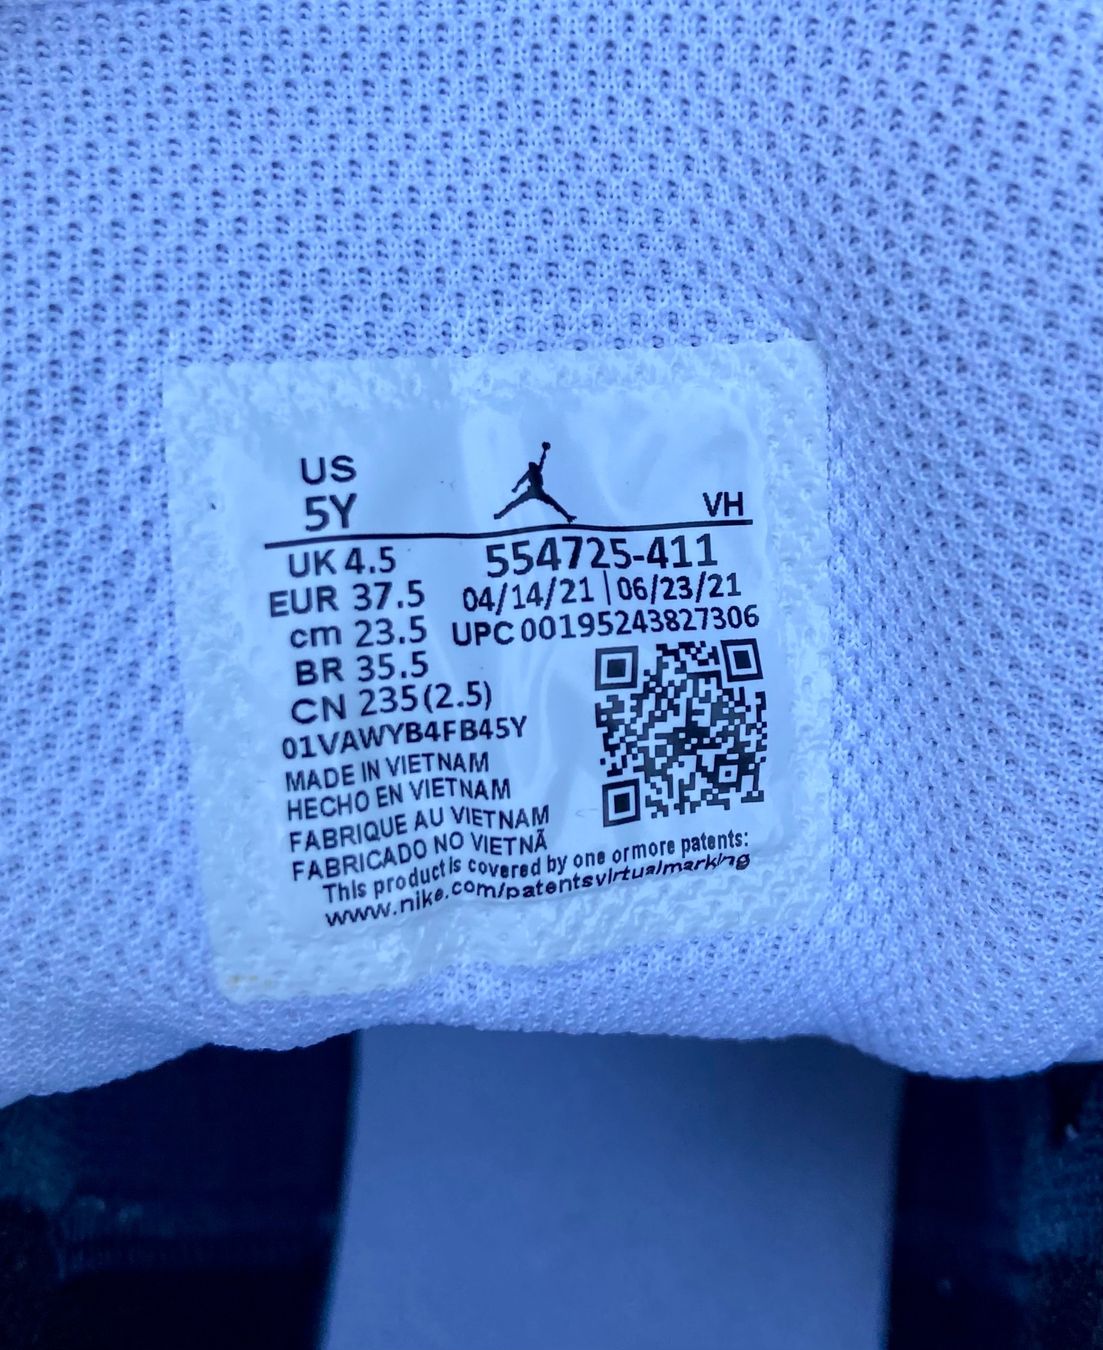 US
5Y
VH
UK 4.5
554725-411
EUR 37.5
04/14/21 | 06/23/21
cm 23.5
UPC 00195243827306
BR 35.5
CN 235(2.5)
01VAWYB4FB45Y
MADE IN VIETNAM
HECHO EN VIETNAM
FABRIQUE AU VIETNAM
FABRICADO NO VIETNÃ
This product is covered by one or more patents:
www.nike.com/patentsvirtualmarking